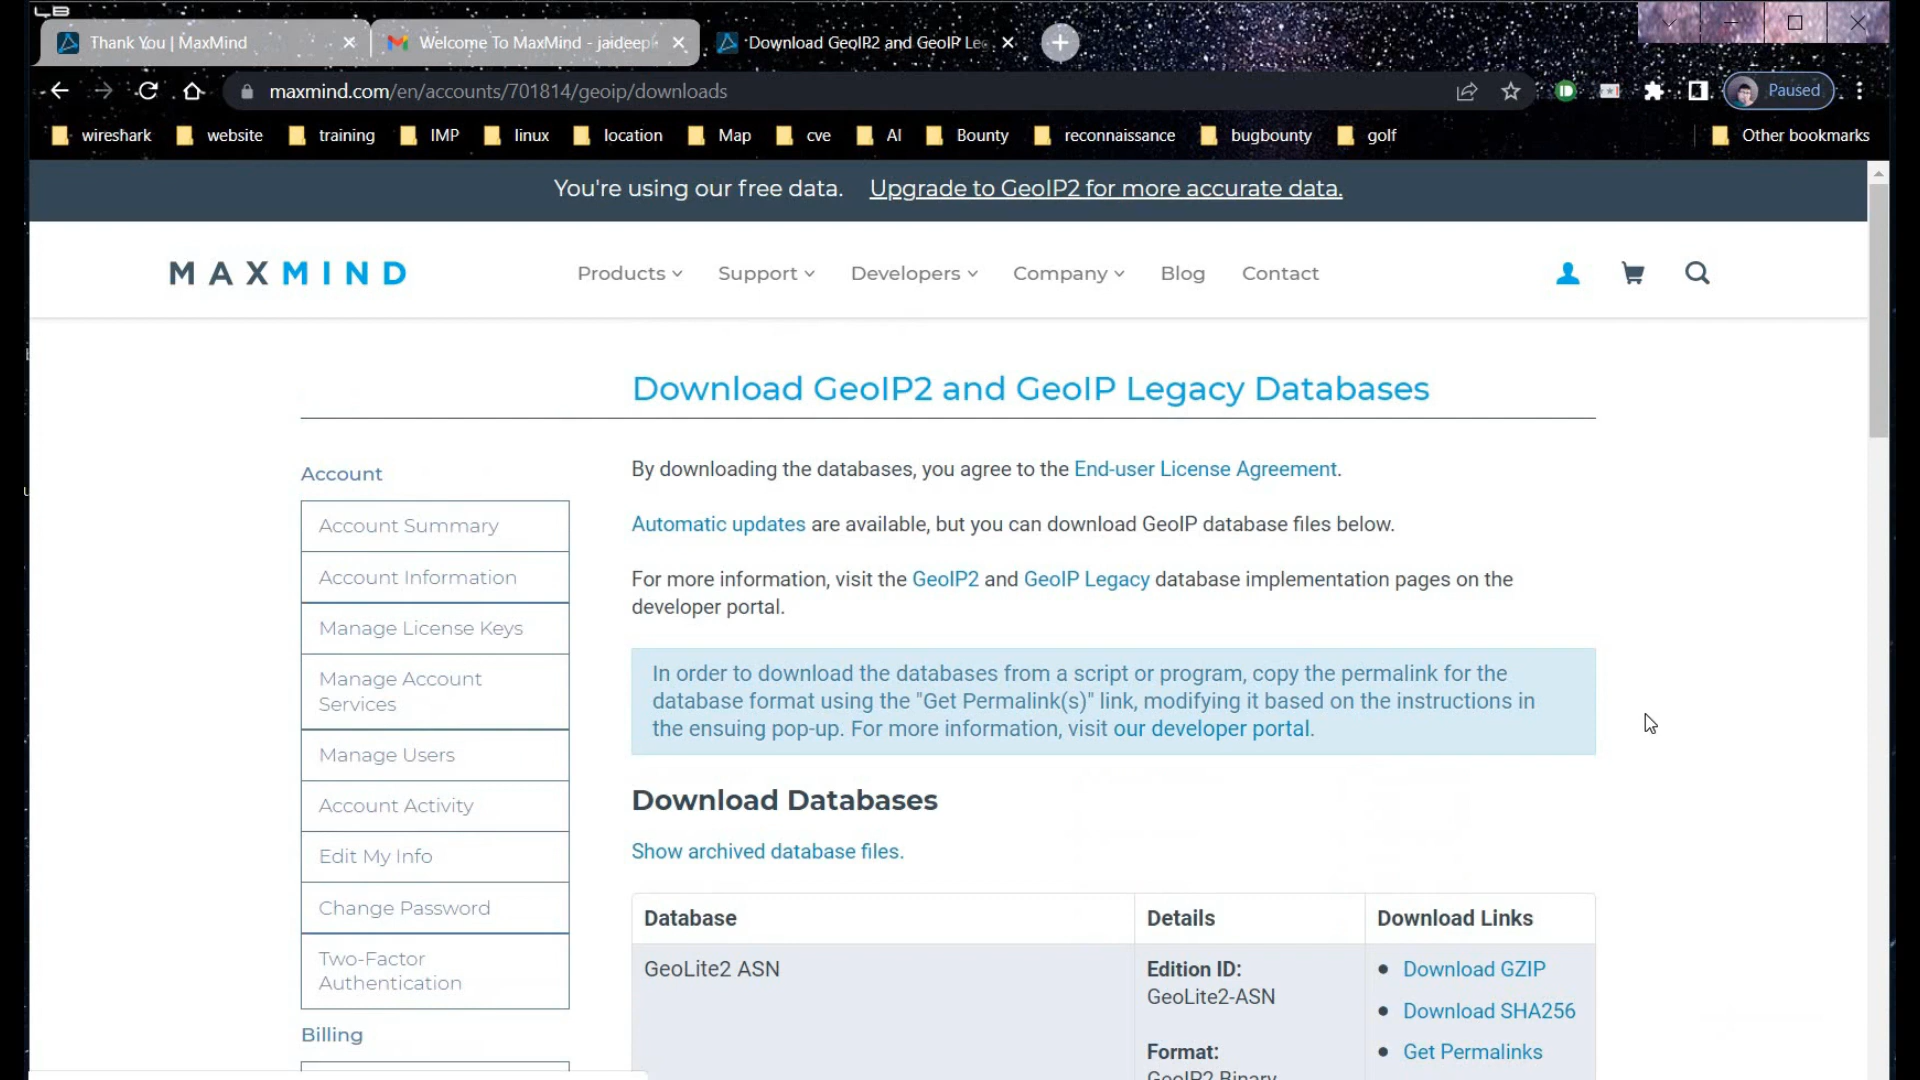 LB
Thank You | MaxMind
Welcome To MaxMind - jaideep
Download GeoIP2 and GeoIP Le
maxmind.com/en/accounts/701814/geoip/downloads
Paused
wireshark website training IMP linux location Map cve AI Bounty reconnaissance bugbounty golf Other bookmarks
You're using our free data. Upgrade to GeoIP2 for more accurate data.
MAXMIND
Products Support Developers Company Blog Contact
Download GeoIP2 and GeoIP Legacy Databases
Account
Account Summary
Account Information
Manage License Keys
Manage Account
Services
Manage Users
Account Activity
Edit My Info
Change Password
Two-Factor
Authentication
Billing
By downloading the databases, you agree to the End-user License Agreement.
Automatic updates are available, but you can download GeoIP database files below.
For more information, visit the GeoIP2 and GeoIP Legacy database implementation pages on the
developer portal.
In order to download the databases from a script or program, copy the permalink for the
database format using the "Get Permalink(s)" link, modifying it based on the instructions in
the ensuing pop-up. For more information, visit our developer portal.
Download Databases
Show archived database files.
Database Details Download Links
GeoLite2 ASN
Edition ID:
GeoLite2-ASN
Format:
GeoIP2 Binary
• Download GZIP
• Download SHA256
• Get Permalinks